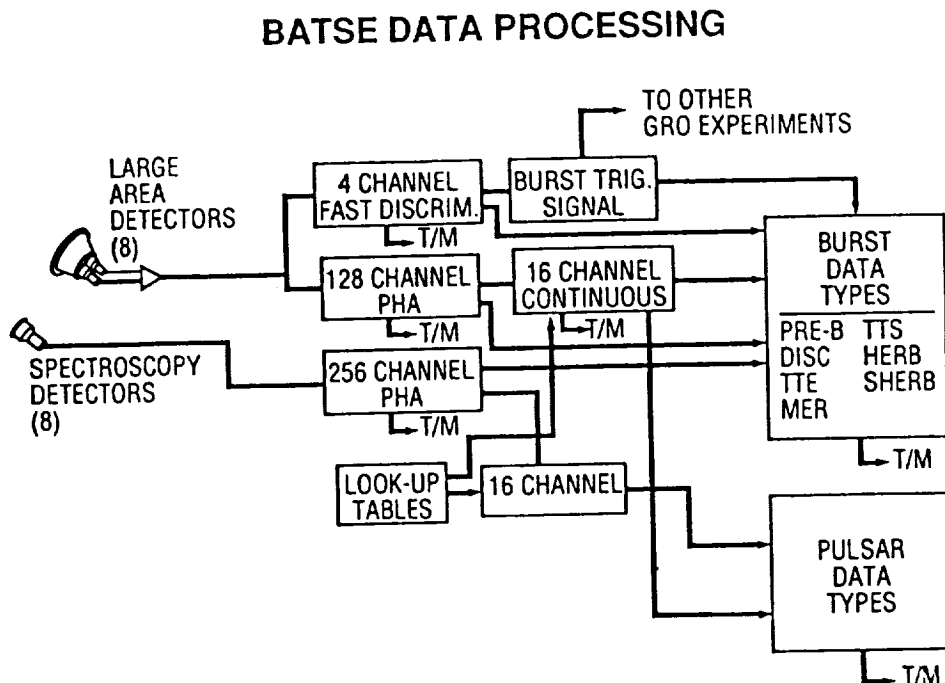 BATSE DATA PROCESSING
TO OTHER
GRO EXPERIMENTS
LARGE
AREA
DETECTORS
(8)
4 CHANNEL
FAST DISCRIM.
T/M
BURST TRIG.
SIGNAL
128 CHANNEL
PHA
T/M
16 CHANNEL
CONTINUOUS
T/M
BURST
DATA
TYPES
PRE-B TTS
DISC HERB
TTE SHERB
MER
T/M
SPECTROSCOPY
DETECTORS
(8)
256 CHANNEL
PHA
T/M
LOOK-UP
TABLES
16 CHANNEL
PULSAR
DATA
TYPES
T/M